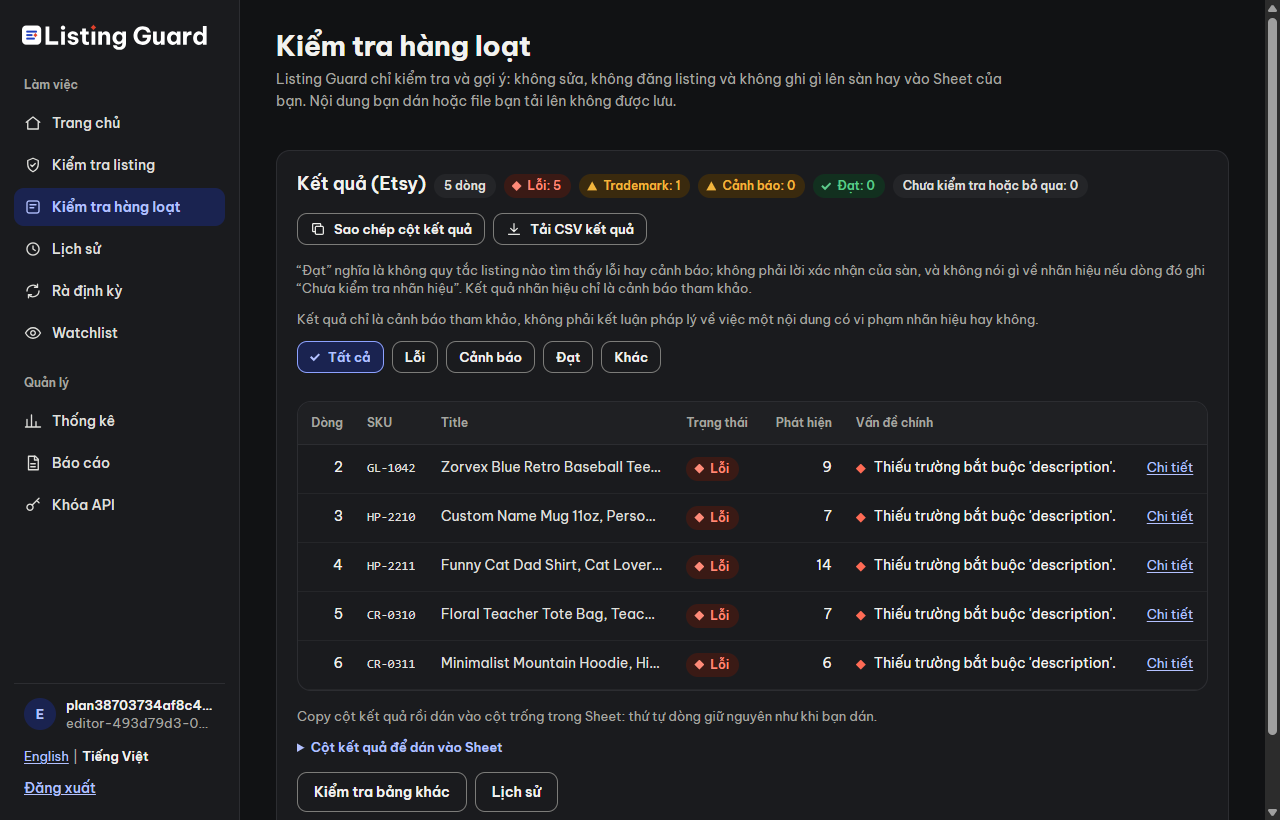 Listing Guard
Làm việc
Trang chủ
Kiểm tra listing
Kiểm tra hàng loạt
Lịch sử
Rà định kỳ
Watchlist
Quản lý
Thống kê
Báo cáo
Khóa API
E
plan38703734af8c4...
editor-493d79d3-0...
English | Tiếng Việt
Đăng xuất
Kiểm tra hàng loạt
Listing Guard chỉ kiểm tra và gợi ý: không sửa, không đăng listing và không ghi gì lên sàn hay vào Sheet của
bạn. Nội dung bạn dán hoặc file bạn tải lên không được lưu.
Kết quả (Etsy) 5 dòng Lỗi: 5 Trademark: 1 Cảnh báo: 0 Đạt: 0 Chưa kiểm tra hoặc bỏ qua: 0
Sao chép cột kết quả Tải CSV kết quả
“Đạt” nghĩa là không quy tắc listing nào tìm thấy lỗi hay cảnh báo; không phải lời xác nhận của sàn, và không nói gì về nhãn hiệu nếu dòng đó ghi
“Chưa kiểm tra nhãn hiệu”. Kết quả nhãn hiệu chỉ là cảnh báo tham khảo.
Kết quả chỉ là cảnh báo tham khảo, không phải kết luận pháp lý về việc một nội dung có vi phạm nhãn hiệu hay không.
Tất cả Lỗi Cảnh báo Đạt Khác
Dòng SKU Title Trạng thái Phát hiện Vấn đề chính
2 GL-1042 Zorvex Blue Retro Baseball Tee... Lỗi 9 Thiếu trường bắt buộc 'description'. Chi tiết
3 HP-2210 Custom Name Mug 11oz, Perso... Lỗi 7 Thiếu trường bắt buộc 'description'. Chi tiết
4 HP-2211 Funny Cat Dad Shirt, Cat Lover... Lỗi 14 Thiếu trường bắt buộc 'description'. Chi tiết
5 CR-0310 Floral Teacher Tote Bag, Teac... Lỗi 7 Thiếu trường bắt buộc 'description'. Chi tiết
6 CR-0311 Minimalist Mountain Hoodie, Hi... Lỗi 6 Thiếu trường bắt buộc 'description'. Chi tiết
Copy cột kết quả rồi dán vào cột trống trong Sheet: thứ tự dòng giữ nguyên như khi bạn dán.
Cột kết quả để dán vào Sheet
Kiểm tra bảng khác Lịch sử